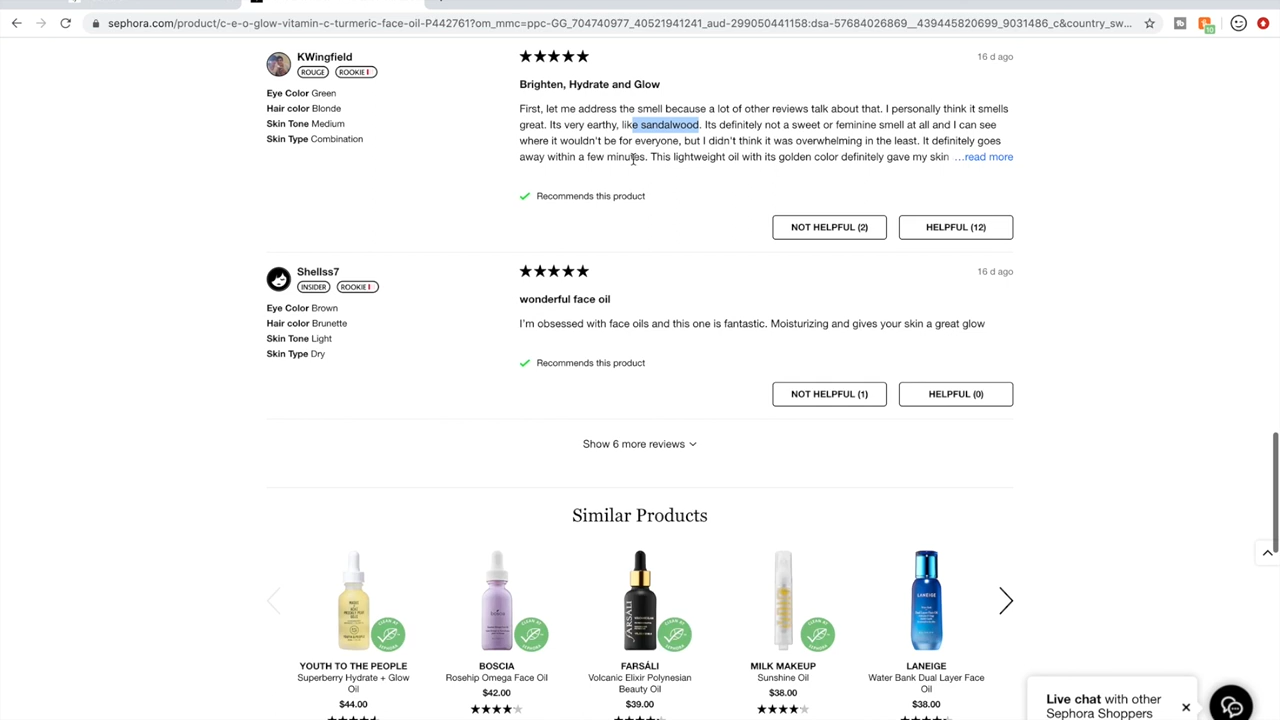 sephora.com/product/c-e-o-glow-vitamin-c-turmeric-face-oil-P442761?om_mmc=ppc-GG_704740977_40521941241_aud-299050441158:dsa-57684026869__439445820699_9031486_c&country_sw...
10
KWingfield
ROUGE ROOKIE
Eye Color Green
Hair color Blonde
Skin Tone Medium
Skin Type Combination
16 d ago
Brighten, Hydrate and Glow
First, let me address the smell because a lot of other reviews talk about that. I personally think it smells
great. Its very earthy, like sandalwood. Its definitely not a sweet or feminine smell at all and I can see
where it wouldn't be for everyone, but I didn't think it was overwhelming in the least. It definitely goes
away within a few minutes. This lightweight oil with its golden color definitely gave my skin ...read more
Recommends this product
NOT HELPFUL (2) HELPFUL (12)
Shellss7
INSIDER ROOKIE
Eye Color Brown
Hair color Brunette
Skin Tone Light
Skin Type Dry
16 d ago
wonderful face oil
I'm obsessed with face oils and this one is fantastic. Moisturizing and gives your skin a great glow
Recommends this product
NOT HELPFUL (1) HELPFUL (0)
Show 6 more reviews
Similar Products
YOUTH TO THE PEOPLE
Superberry Hydrate + Glow
Oil
$44.00
boscia
BOSCIA
Rosehip Omega Face Oil
$42.00
FARSÁLI
FARSÁLI
Volcanic Elixir Polynesian
Beauty Oil
$39.00
MILK MAKEUP
Sunshine Oil
$38.00
LANEIGE
LANEIGE
Water Bank Dual Layer Face
Oil
$38.00
Live chat with other
Sephora Shoppers